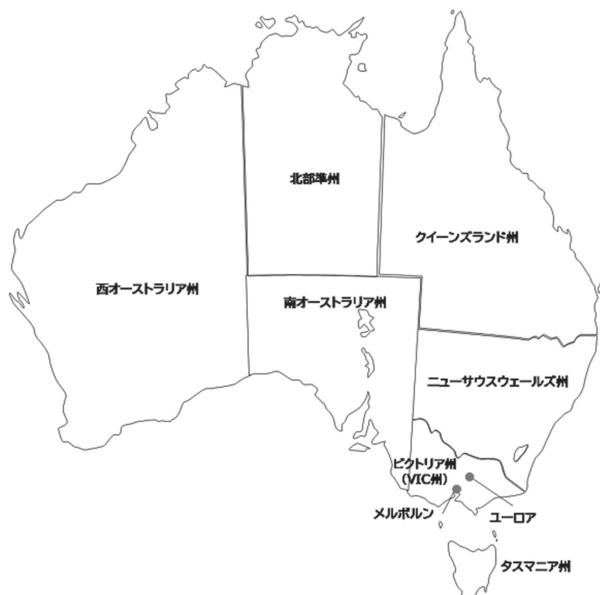 北部準州
クイーンズランド州
西オーストラリア州
南オーストラリア州
ニューサウスウェールズ州
ビクトリア州
（VIC州）
メルボルン
ユーロア
タスマニア州